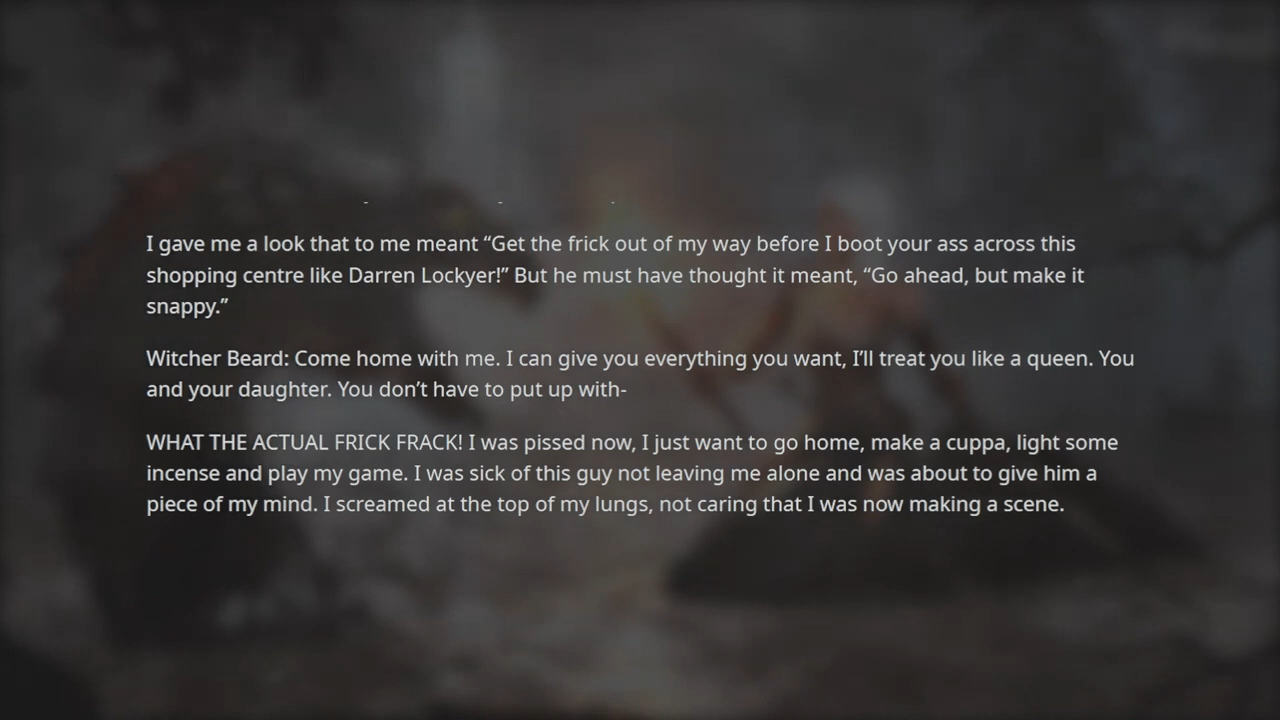 I gave me a look that to me meant “Get the frick out of my way before I boot your ass across this
shopping centre like Darren Lockyer!” But he must have thought it meant, “Go ahead, but make it
snappy.”
Witcher Beard: Come home with me. I can give you everything you want, I’ll treat you like a queen. You
and your daughter. You don’t have to put up with-
WHAT THE ACTUAL FRICK FRACK! I was pissed now, I just want to go home, make a cuppa, light some
incense and play my game. I was sick of this guy not leaving me alone and was about to give him a
piece of my mind. I screamed at the top of my lungs, not caring that I was now making a scene.